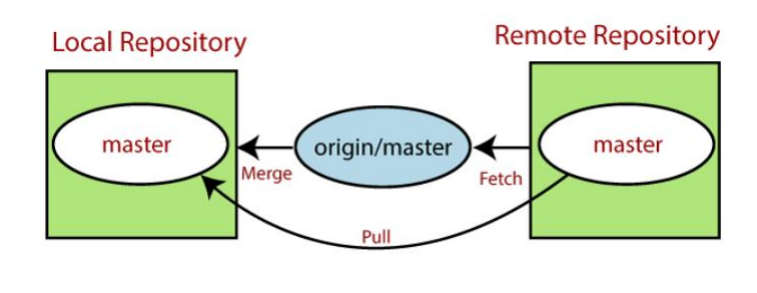 Local Repository
Remote Repository
master
origin/master
master
Merge
Fetch
Pull